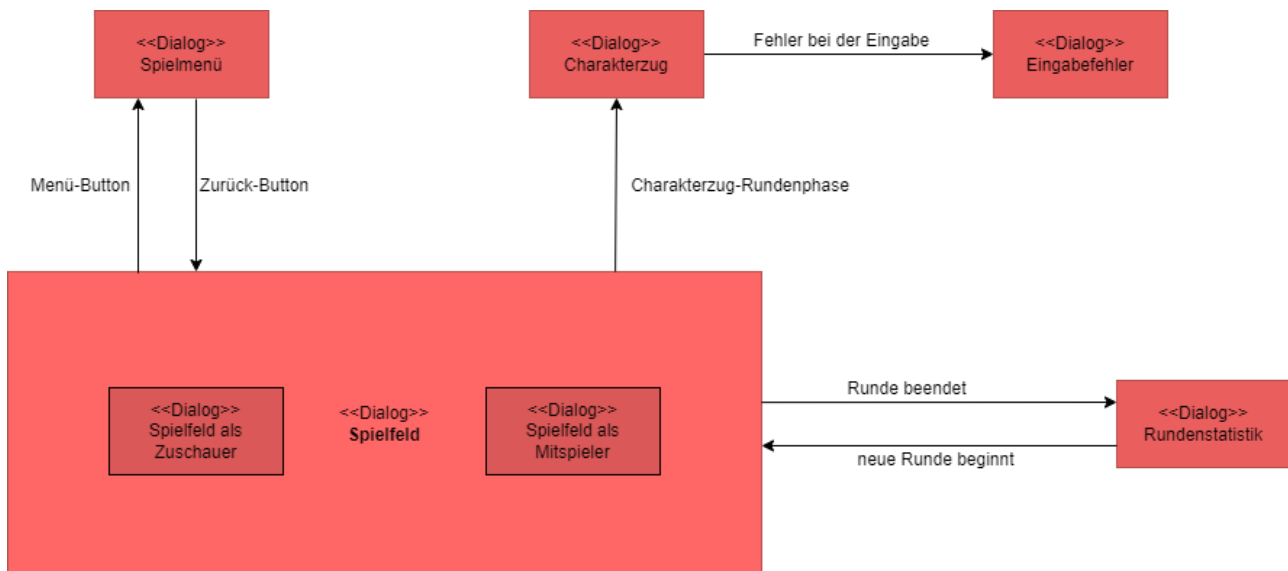 <<Dialog>>
Spielmenü
<<Dialog>>
Charakterzug
Fehler bei der Eingabe
<<Dialog>>
Eingabefehler
Menü-Button
Zurück-Button
Charakterzug-Rundenphase
<<Dialog>>
Spielfeld als
Zuschauer
<<Dialog>>
Spielfeld
<<Dialog>>
Spielfeld als
Mitspieler
Runde beendet
neue Runde beginnt
<<Dialog>>
Rundenstatistik